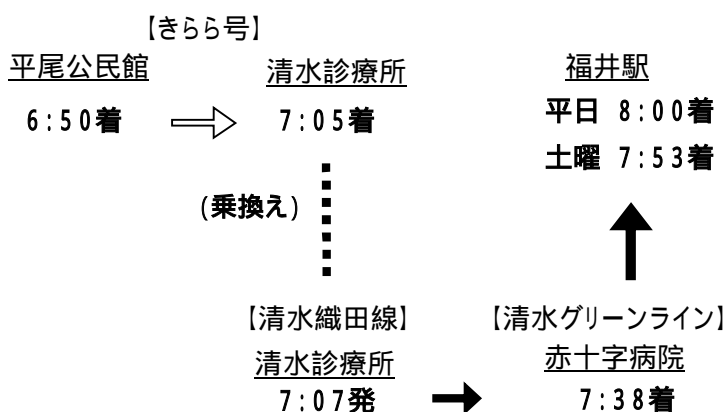 【きらら号】
平尾公民館
6:50着
清水診療所
7:05着
(乗換え)
【清水織田線】
清水診療所
7:07発
【清水グリーンライン】
赤十字病院
7:38着
福井駅
平日 8:00着
土曜 7:53着